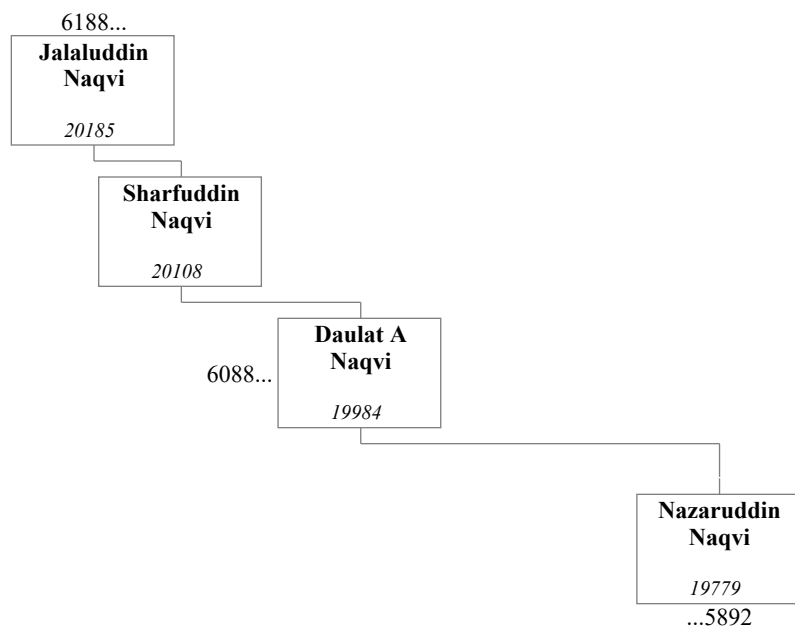 6188...
Jalaluddin
Naqvi
20185
Sharfuddin
Naqvi
20108
Daulat A
Naqvi
6088...
19984
Nazaruddin
Naqvi
19779
...5892